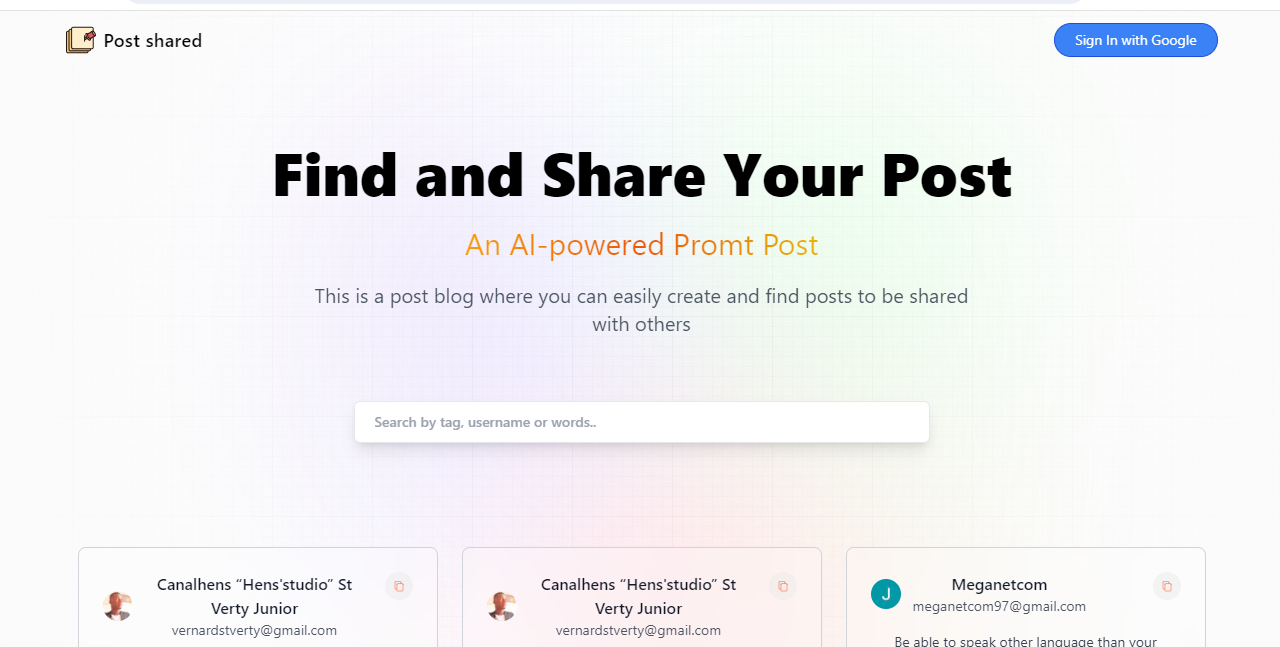 Post shared
Sign In with Google
Find and Share Your Post
An AI-powered Promt Post
This is a post blog where you can easily create and find posts to be shared
with others
Search by tag, username or words..
Canalhens “Hens'studio” St
Verty Junior
vernardstverty@gmail.com
Canalhens “Hens'studio” St
Verty Junior
vernardstverty@gmail.com
J
Meganetcom
meganetcom97@gmail.com
Be able to speak other language than your